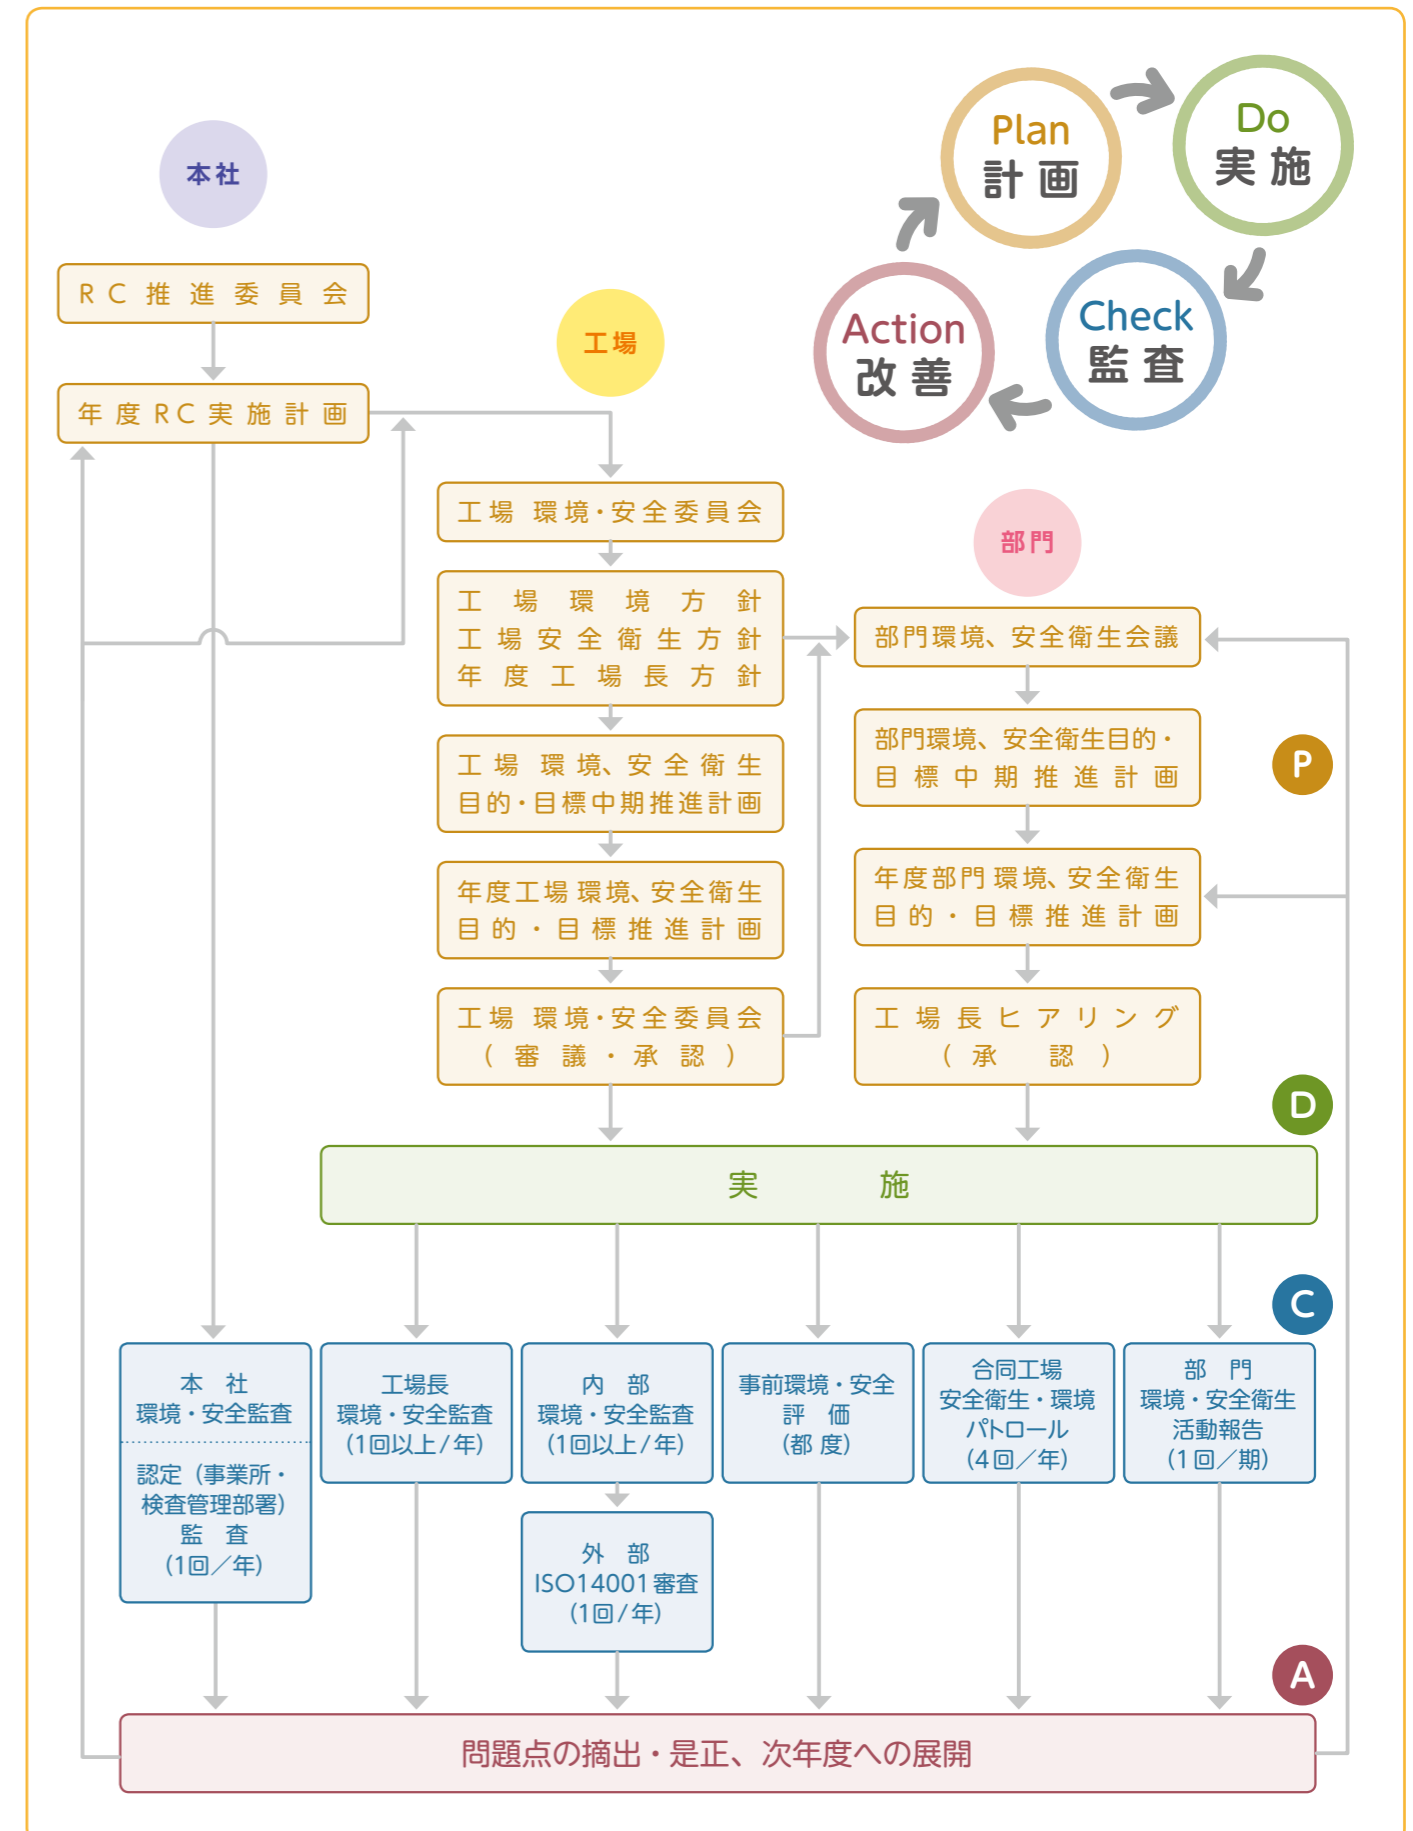 本社
Plan
計画
Do
実施
Check
監査
Action
改善
RC推進委員会
年度RC実施計画
工場
工場 環境・安全委員会
工場環境方針
工場安全衛生方針
年度工場長方針
工場 環境、安全衛生
目的・目標中期推進計画
年度工場環境、安全衛生
目的・目標推進計画
工場 環境・安全委員会
(審議・承認)
部門
部門環境、安全衛生会議
部門環境、安全衛生目的・
目標中期推進計画
年度部門環境、安全衛生
目的・目標推進計画
工場長ヒアリング
(承認)
P
D
実施
C
本 社
環境・安全監査
認定(事業所・
検査管理部署)
監 査
(1回／年)
工場長
環境・安全監査
(1回以上/年)
内 部
環境・安全監査
(1回以上/年)
外 部
ISO14001審査
(1回/年)
事前環境・安全
評 価
(都度)
合同工場
安全衛生・環境
パトロール
(4回／年)
部 門
環境・安全衛生
活動報告
(1回／期)
A
問題点の摘出・是正、次年度への展開